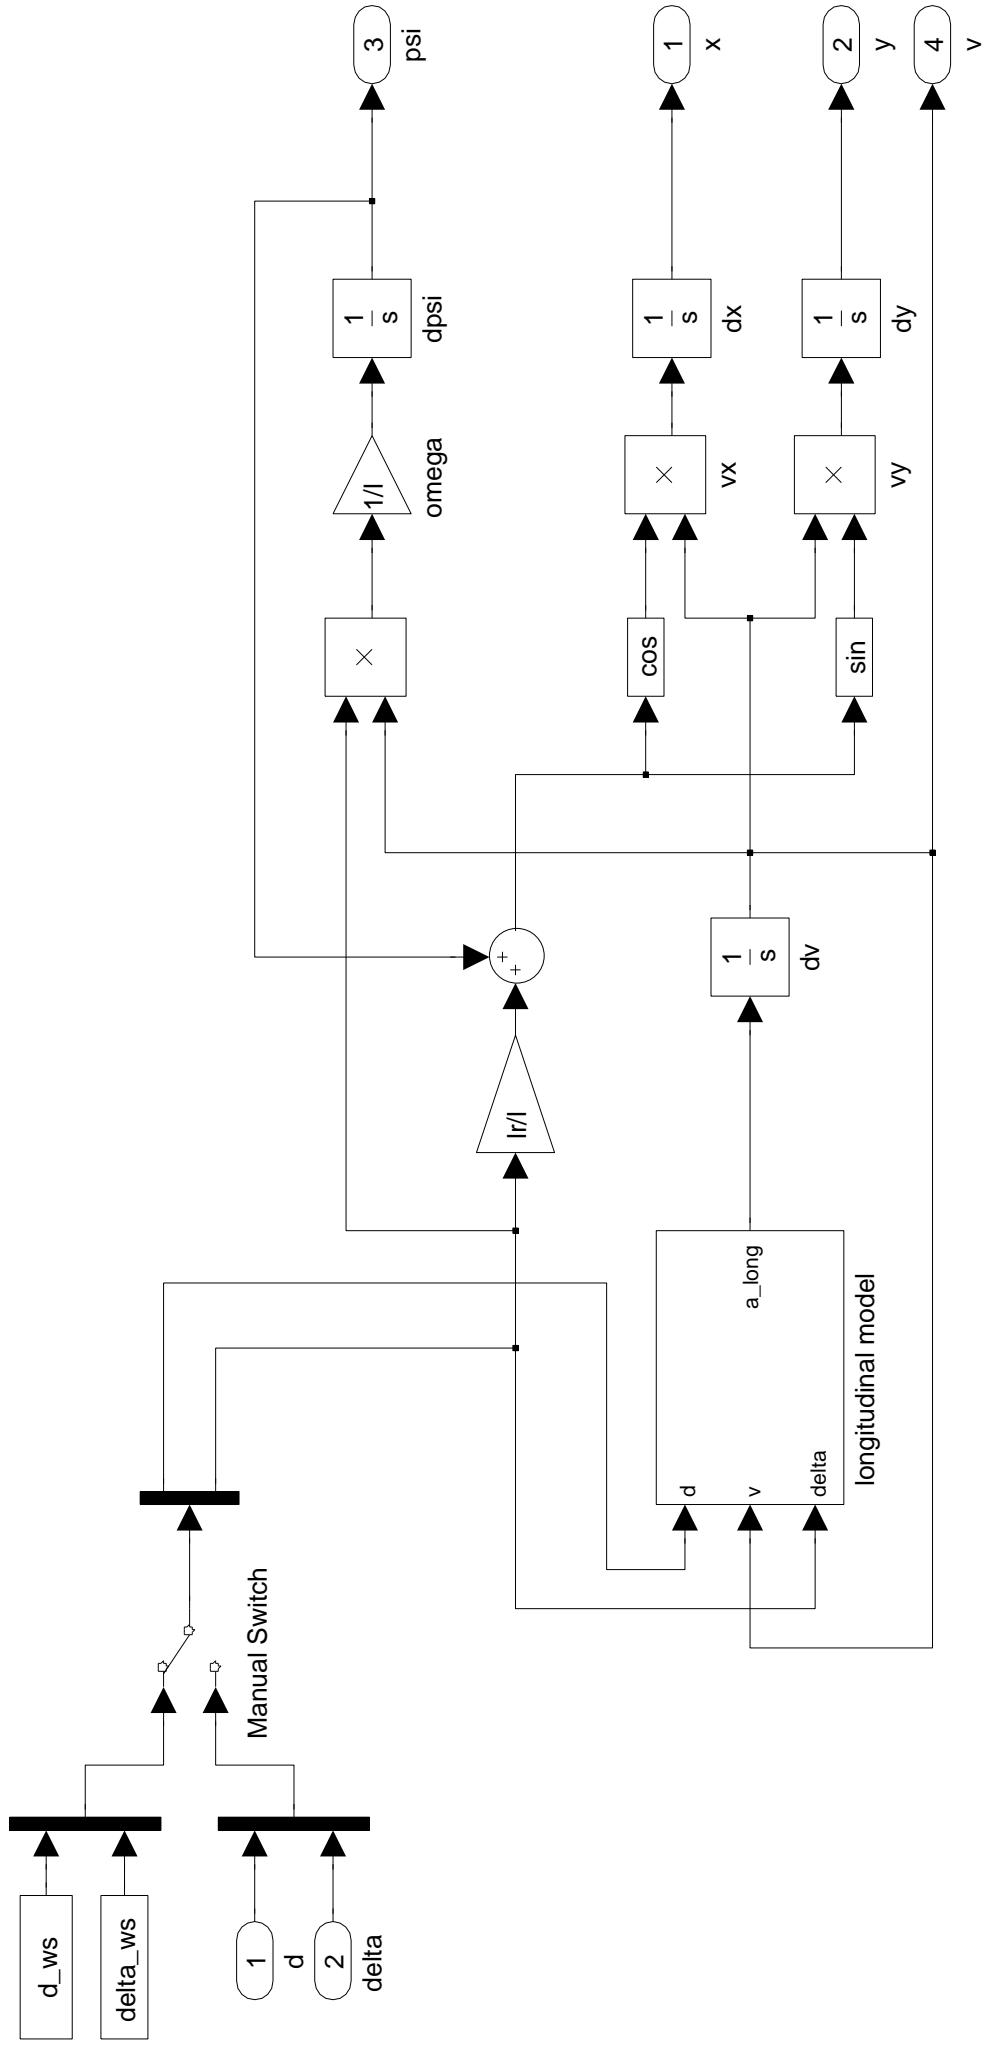 d_ws
delta_ws
1
d
2
delta
Manual Switch
×
1/l
omega
1
s
dpsi
3
psi
lr/l
+
+
cos
×
vx
1
s
dx
1
x
d
v
delta
a_long
longitudinal model
1
s
dv
sin
×
vy
1
s
dy
2
y
4
v